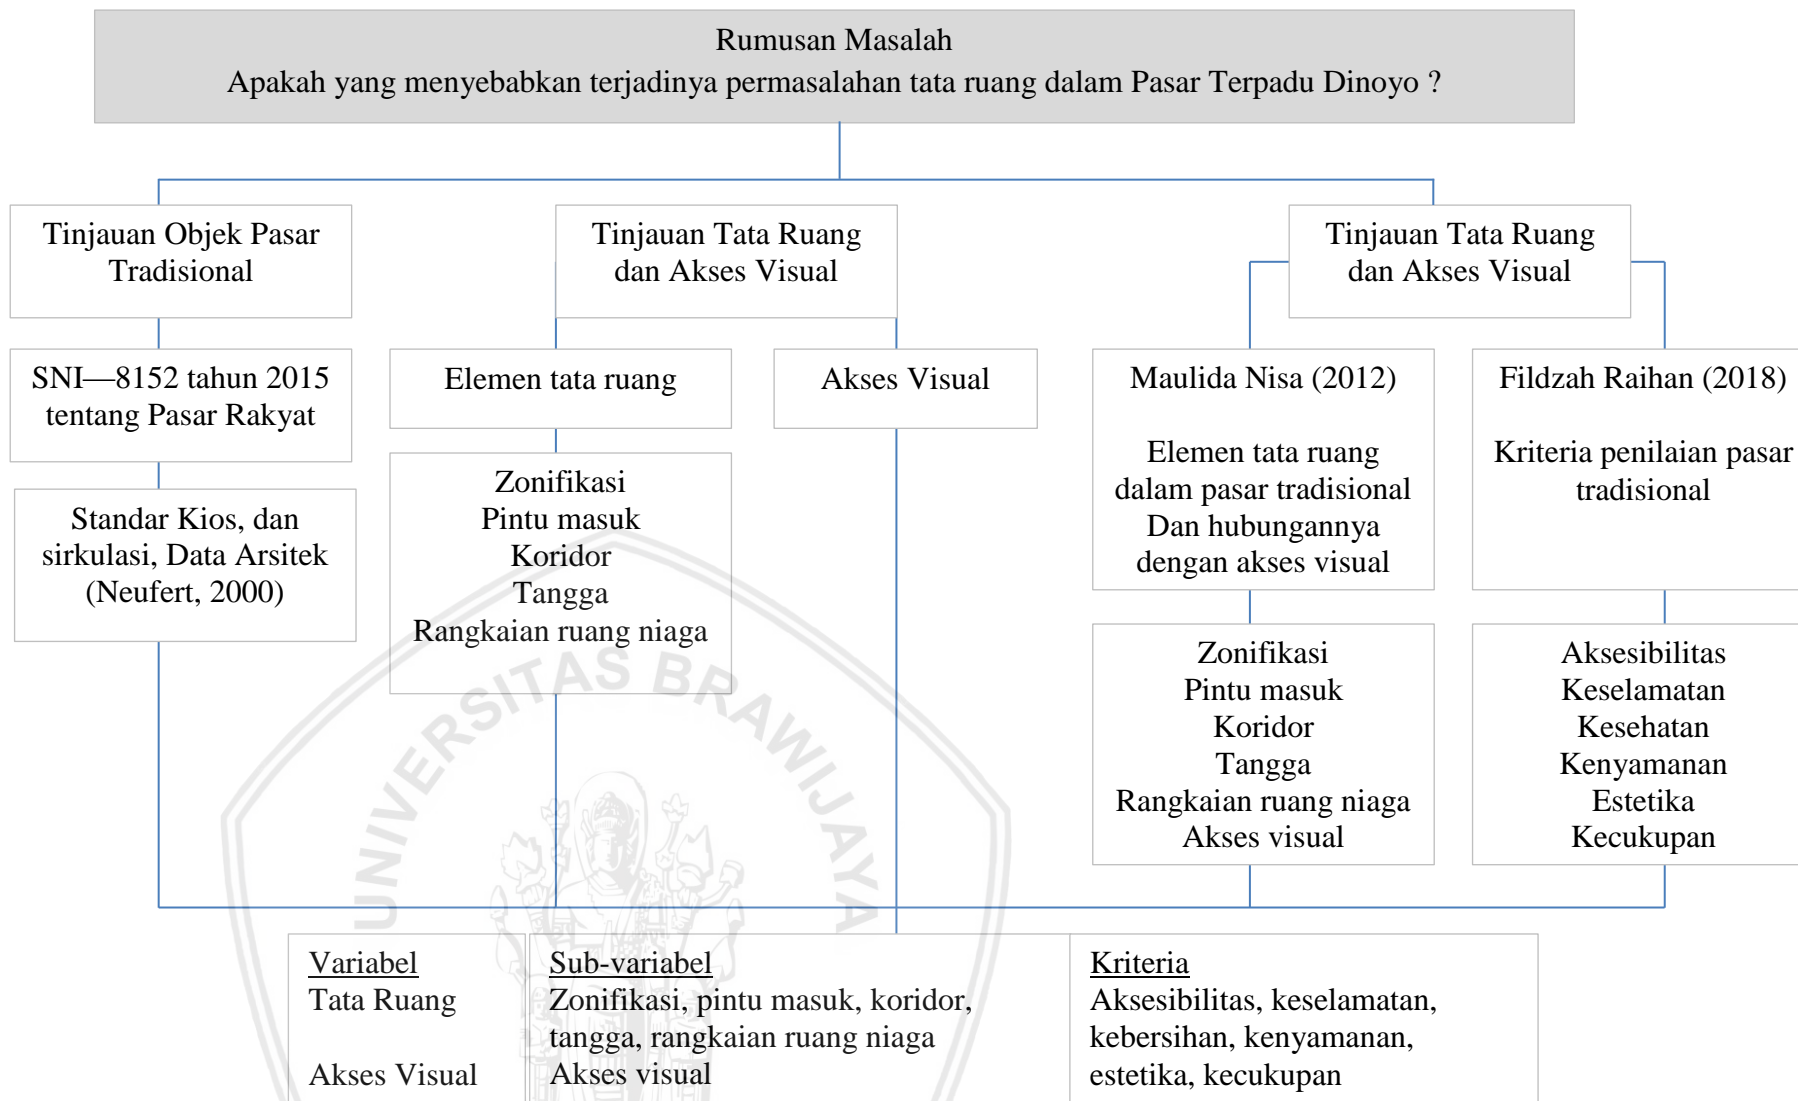 Rumusan Masalah
Apakah yang menyebabkan terjadinya permasalahan tata ruang dalam Pasar Terpadu Dinoyo ?
Tinjauan Objek Pasar
Tradisional
Tinjauan Tata Ruang
dan Akses Visual
Tinjauan Tata Ruang
dan Akses Visual
SNI—8152 tahun 2015
tentang Pasar Rakyat
Elemen tata ruang
Akses Visual
Maulida Nisa (2012)
Elemen tata ruang
dalam pasar tradisional
Dan hubungannya
dengan akses visual
Fildzah Raihan (2018)
Kriteria penilaian pasar
tradisional
Standar Kios, dan
sirkulasi, Data Arsitek
(Neufert, 2000)
Zonifikasi
Pintu masuk
Koridor
Tangga
Rangkaian ruang niaga
Zonifikasi
Pintu masuk
Koridor
Tangga
Rangkaian ruang niaga
Akses visual
Aksesibilitas
Keselamatan
Kesehatan
Kenyamanan
Estetika
Kecukupan
UNIVERSITAS BRAWIJAYA
Variabel
Tata Ruang
Akses Visual
Sub-variabel
Zonifikasi, pintu masuk, koridor,
tangga, rangkaian ruang niaga
Akses visual
Kriteria
Aksesibilitas, keselamatan,
kebersihan, kenyamanan,
estetika, kecukupan